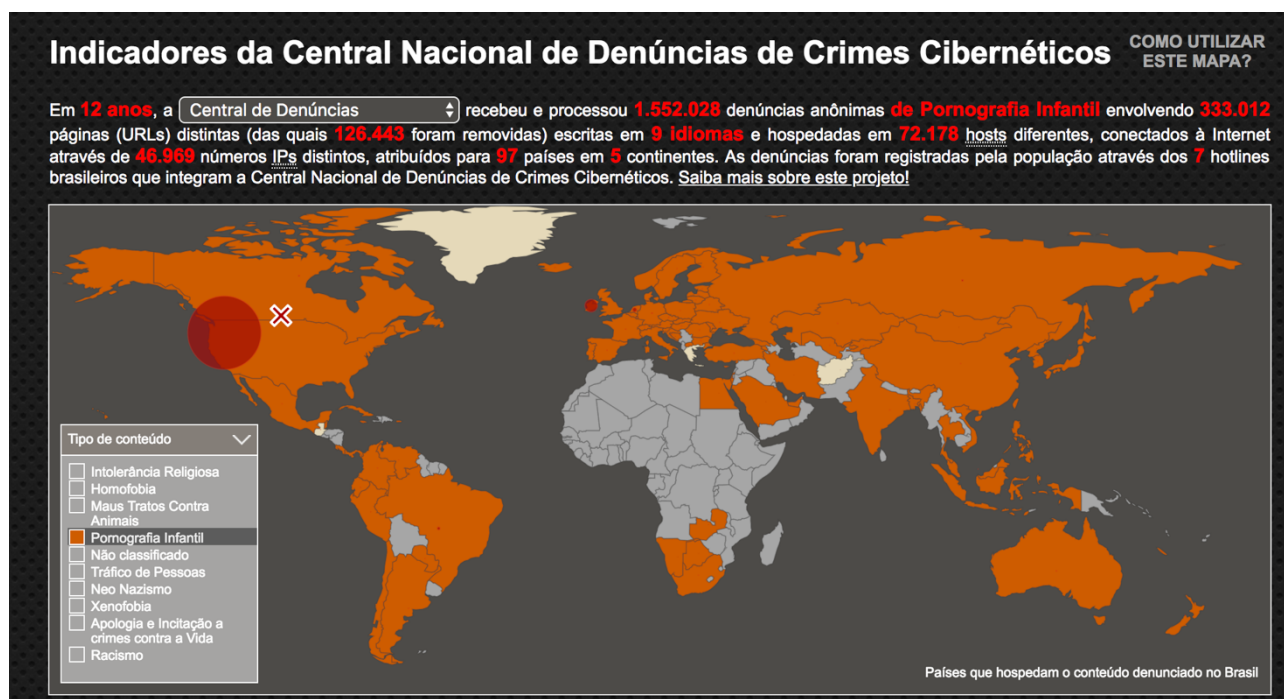 Indicadores da Central Nacional de Denúncias de Crimes Cibernéticos
COMO UTILIZAR
ESTE MAPA?
Em 12 anos, a Central de Denúncias recebeu e processou 1.552.028 denúncias anônimas de Pornografia Infantil envolvendo 333.012
páginas (URLs) distintas (das quais 126.443 foram removidas) escritas em 9 idiomas e hospedadas em 72.178 hosts diferentes, conectados à Internet
através de 46.969 números IPs distintos, atribuídos para 97 países em 5 continentes. As denúncias foram registradas pela população através dos 7 hotlines
brasileiros que integram a Central Nacional de Denúncias de Crimes Cibernéticos. Saiba mais sobre este projeto!
Tipo de conteúdo
Intolerância Religiosa
Homofobia
Maus Tratos Contra
Animais
Pornografia Infantil
Não classificado
Tráfico de Pessoas
Neo Nazismo
Xenofobia
Apologia e Incitação a
crimes contra a Vida
Racismo
Países que hospedam o conteúdo denunciado no Brasil